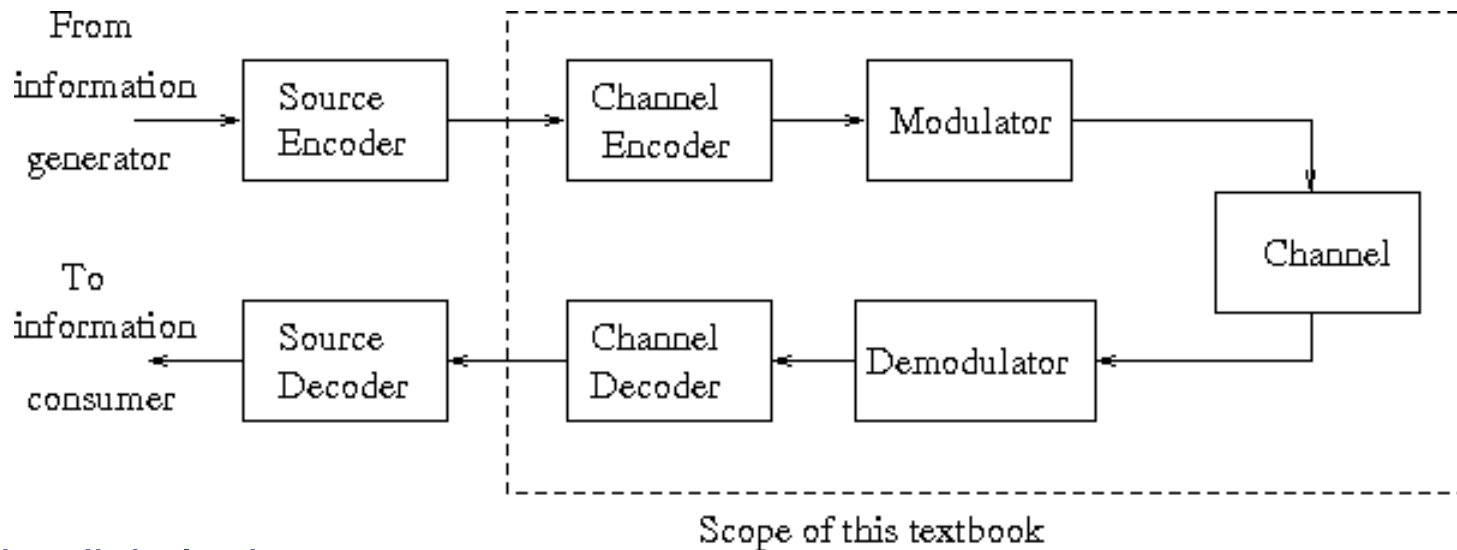 From
information
generator
Source
Encoder
Channel
Encoder
Modulator
Channel
To
information
consumer
Source
Decoder
Channel
Decoder
Demodulator
Scope of this textbook